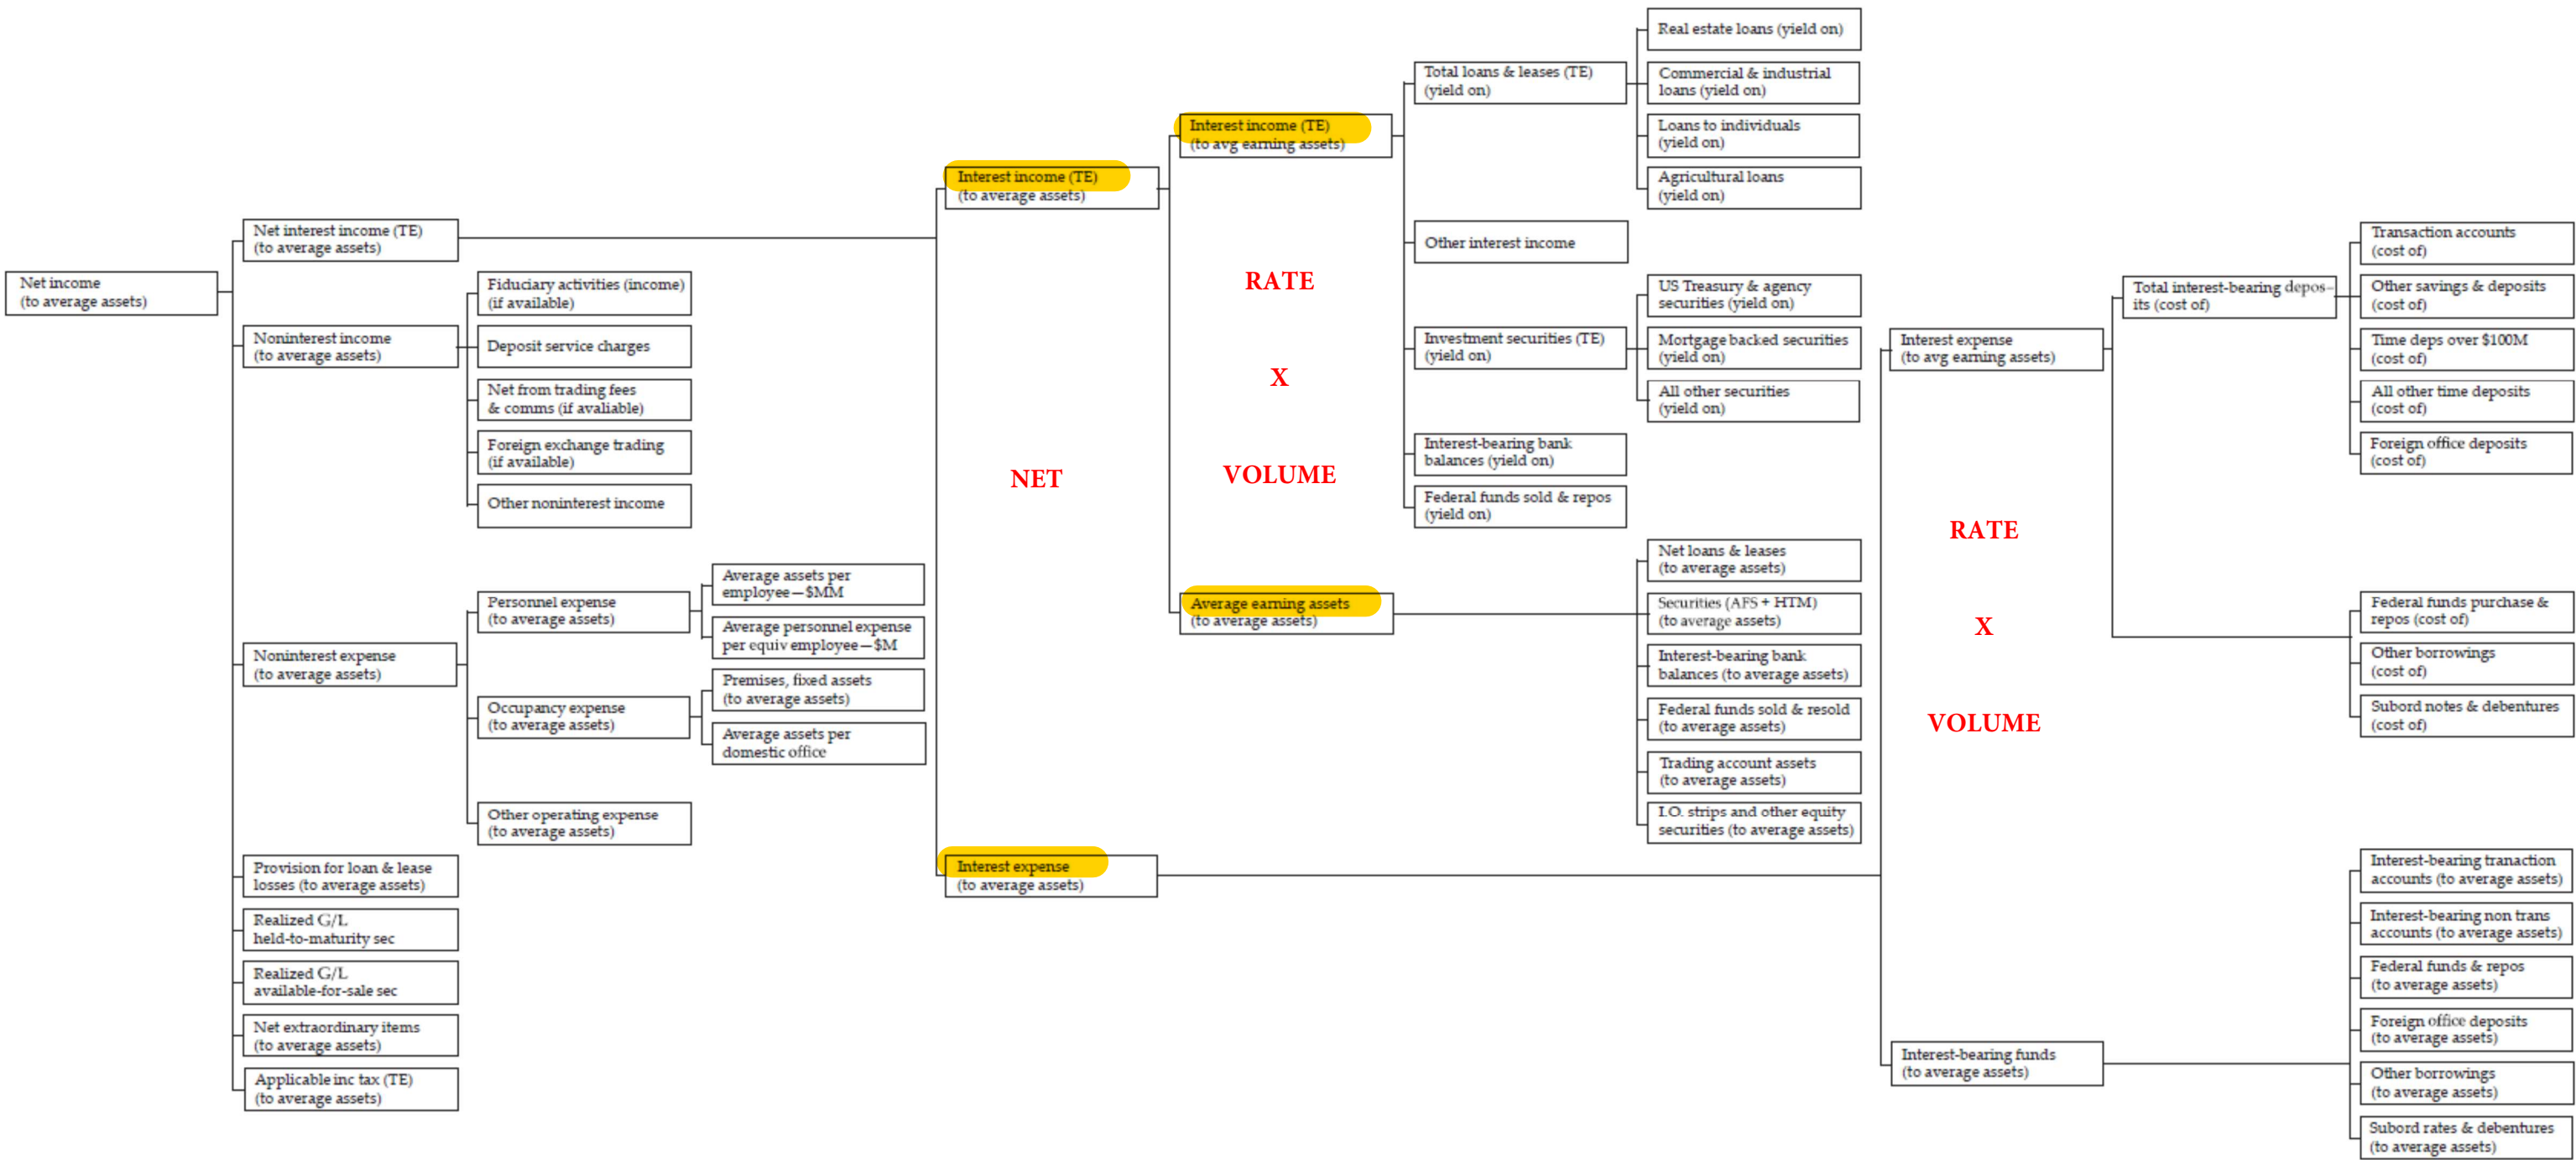 Net income
(to average assets)
Net interest income (TE)
(to average assets)
Noninterest income
(to average assets)
Fiduciary activities (income)
(if available)
Deposit service charges
Net from trading fees
& comms (if avaliable)
Foreign exchange trading
(if available)
Other noninterest income
Noninterest expense
(to average assets)
Personnel expense
(to average assets)
Average assets per
employee—$MM
Average personnel expense
per equiv employee—$M
Occupancy expense
(to average assets)
Premises, fixed assets
(to average assets)
Average assets per
domestic office
Other operating expense
(to average assets)
Provision for loan & lease
losses (to average assets)
Realized G/L
held-to-maturity sec
Realized G/L
available-for-sale sec
Net extraordinary items
(to average assets)
Applicable inc tax (TE)
(to average assets)
Interest income (TE)
(to average assets)
NET
Interest expense
(to average assets)
Interest income (TE)
(to avg earning assets)
RATE
X
VOLUME
Average earning assets
(to average assets)
Total loans & leases (TE)
(yield on)
Real estate loans (yield on)
Commercial & industrial
loans (yield on)
Loans to individuals
(yield on)
Agricultural loans
(yield on)
Other interest income
Investment securities (TE)
(yield on)
US Treasury & agency
securities (yield on)
Mortgage backed securities
(yield on)
All other securities
(yield on)
Interest-bearing bank
balances (yield on)
Federal funds sold & repos
(yield on)
Net loans & leases
(to average assets)
Securities (AFS + HTM)
(to average assets)
Interest-bearing bank
balances (to average assets)
Federal funds sold & resold
(to average assets)
Trading account assets
(to average assets)
I.O. strips and other equity
securities (to average assets)
Interest expense
(to avg earning assets)
RATE
X
VOLUME
Interest-bearing funds
(to average assets)
Total interest-bearing depos-
its (cost of)
Transaction accounts
(cost of)
Other savings & deposits
(cost of)
Time deps over $100M
(cost of)
All other time deposits
(cost of)
Foreign office deposits
(cost of)
Federal funds purchase &
repos (cost of)
Other borrowings
(cost of)
Subord notes & debentures
(cost of)
Interest-bearing tranaction
accounts (to average assets)
Interest-bearing non trans
accounts (to average assets)
Federal funds & repos
(to average assets)
Foreign office deposits
(to average assets)
Other borrowings
(to average assets)
Subord rates & debentures
(to average assets)